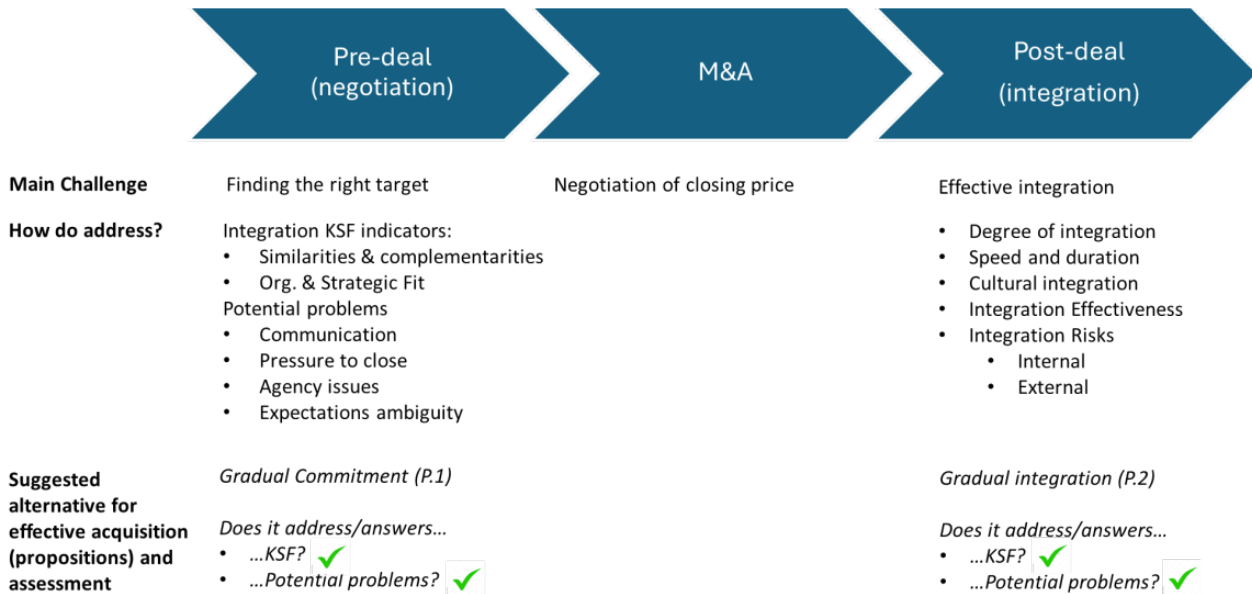 Pre-deal
(negotiation)
M&A
Post-deal
(integration)
Main Challenge
Finding the right target
Negotiation of closing price
Effective integration
How do address?
Integration KSF indicators:
• Similarities & complementarities
• Org. & Strategic Fit
Potential problems
• Communication
• Pressure to close
• Agency issues
• Expectations ambiguity
• Degree of integration
• Speed and duration
• Cultural integration
• Integration Effectiveness
• Integration Risks
• Internal
• External
Suggested
alternative for
effective acquisition
(propositions) and
assessment
Gradual Commitment (P.1)
Does it address/answers…
• …KSF?
• …Potential problems?
Gradual integration (P.2)
Does it address/answers…
• …KSF?
• …Potential problems?